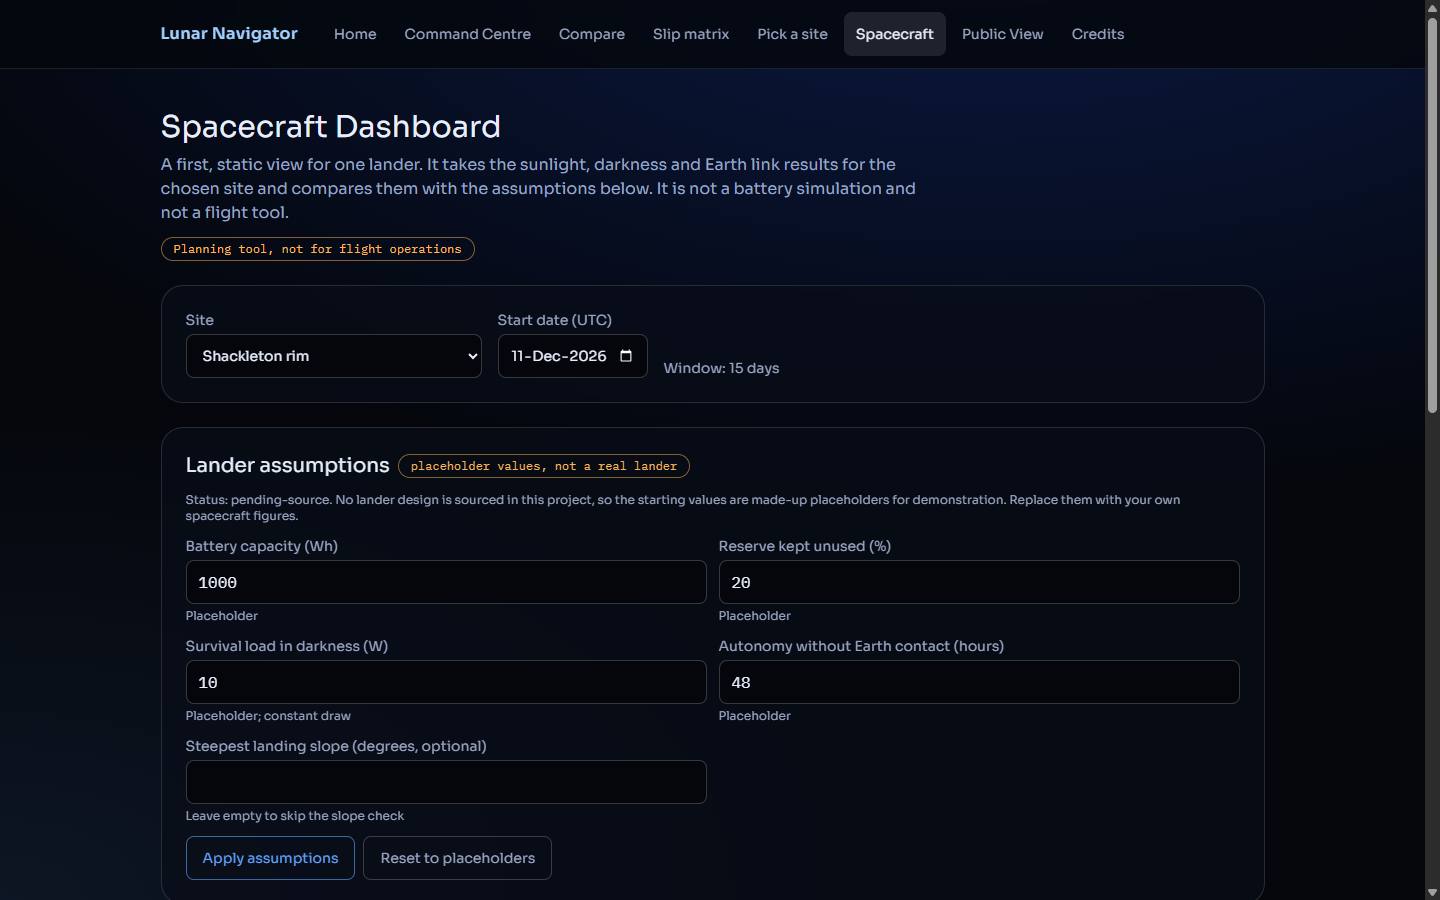 Lunar Navigator Home Command Centre Compare Slip matrix Pick a site Spacecraft Public View Credits
Spacecraft Dashboard
A first, static view for one lander. It takes the sunlight, darkness and Earth link results for the
chosen site and compares them with the assumptions below. It is not a battery simulation and
not a flight tool.
Planning tool, not for flight operations
Site Start date (UTC)
Shackleton rim 11-Dec-2026 Window: 15 days
Lander assumptions placeholder values, not a real lander
Status: pending-source. No lander design is sourced in this project, so the starting values are made-up placeholders for demonstration. Replace them with your own
spacecraft figures.
Battery capacity (Wh) Reserve kept unused (%)
1000 20
Placeholder Placeholder
Survival load in darkness (W) Autonomy without Earth contact (hours)
10 48
Placeholder; constant draw Placeholder
Steepest landing slope (degrees, optional)
Leave empty to skip the slope check
Apply assumptions Reset to placeholders